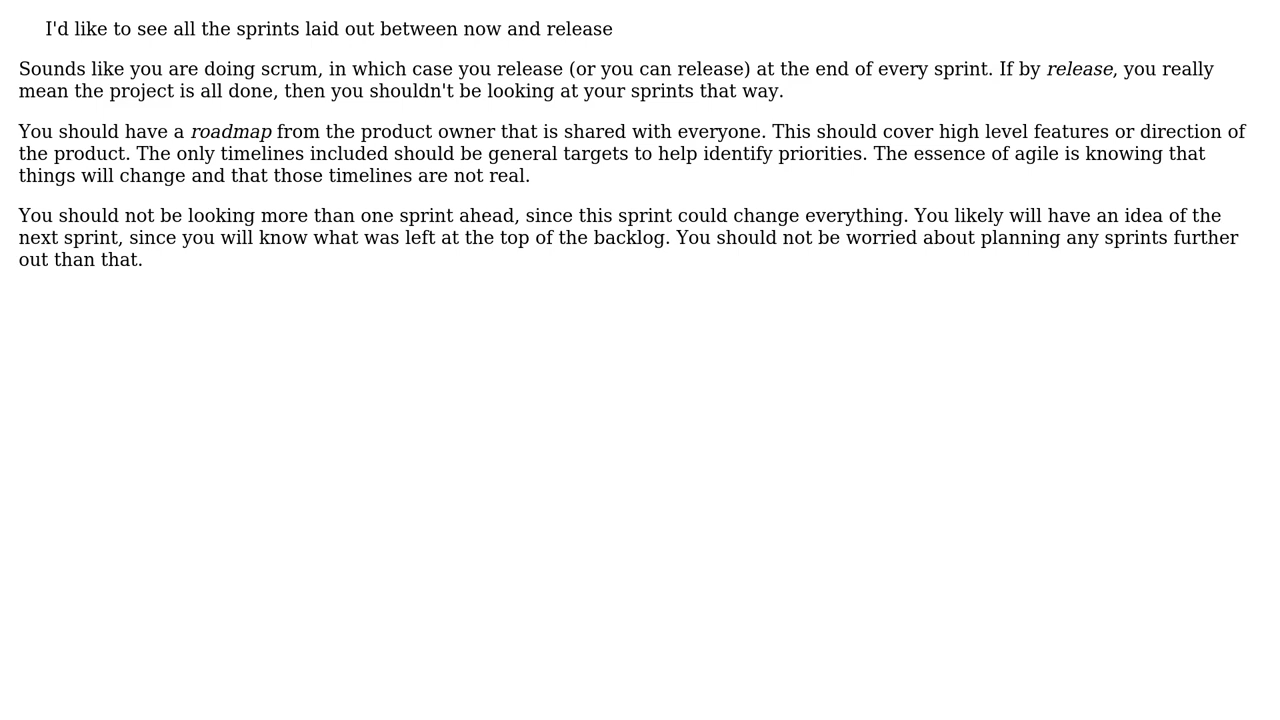 I'd like to see all the sprints laid out between now and release
Sounds like you are doing scrum, in which case you release (or you can release) at the end of every sprint. If by release, you really
mean the project is all done, then you shouldn't be looking at your sprints that way.
You should have a roadmap from the product owner that is shared with everyone. This should cover high level features or direction of
the product. The only timelines included should be general targets to help identify priorities. The essence of agile is knowing that
things will change and that those timelines are not real.
You should not be looking more than one sprint ahead, since this sprint could change everything. You likely will have an idea of the
next sprint, since you will know what was left at the top of the backlog. You should not be worried about planning any sprints further
out than that.